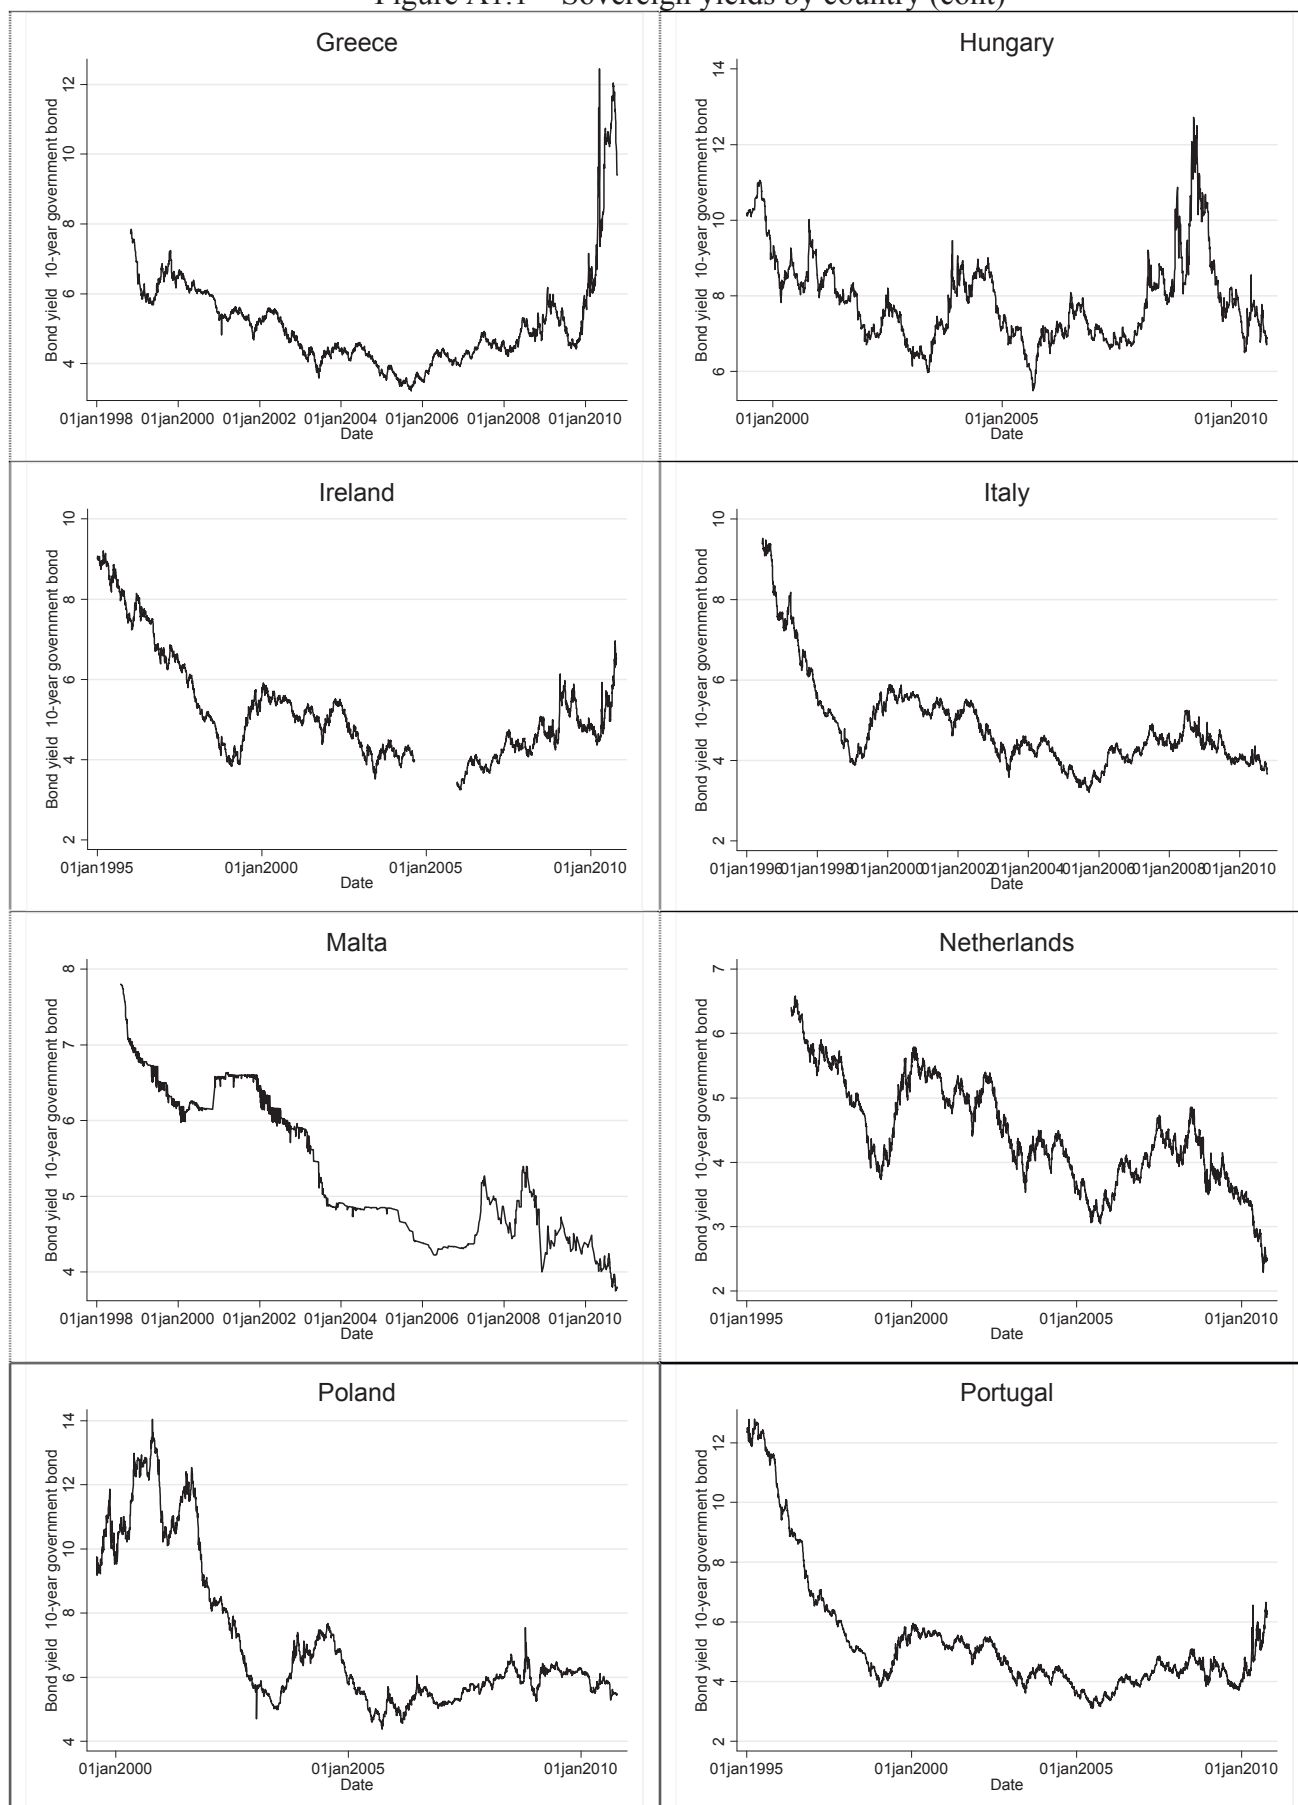 Figure A1.1 – Sovereign yields by country (cont)
Greece
Bond yield 10-year government bond
12
10
8
6
4
01jan1998 01jan2000 01jan2002 01jan2004 01jan2006 01jan2008 01jan2010
Date
Hungary
Bond yield 10-year government bond
14
12
10
8
6
01jan2000 01jan2005 01jan2010
Date
Ireland
Bond yield 10-year government bond
10
8
6
4
2
01jan1995 01jan2000 01jan2005 01jan2010
Date
Italy
Bond yield 10-year government bond
10
8
6
4
2
01jan1996 01jan1998 01jan2000 01jan2002 01jan2004 01jan2006 01jan2008 01jan2010
Date
Malta
Bond yield 10-year government bond
8
7
6
5
4
01jan1998 01jan2000 01jan2002 01jan2004 01jan2006 01jan2008 01jan2010
Date
Netherlands
Bond yield 10-year government bond
7
6
5
4
3
2
01jan1995 01jan2000 01jan2005 01jan2010
Date
Poland
Bond yield 10-year government bond
14
12
10
8
6
4
01jan2000 01jan2005 01jan2010
Date
Portugal
Bond yield 10-year government bond
12
10
8
6
4
2
01jan1995 01jan2000 01jan2005 01jan2010
Date